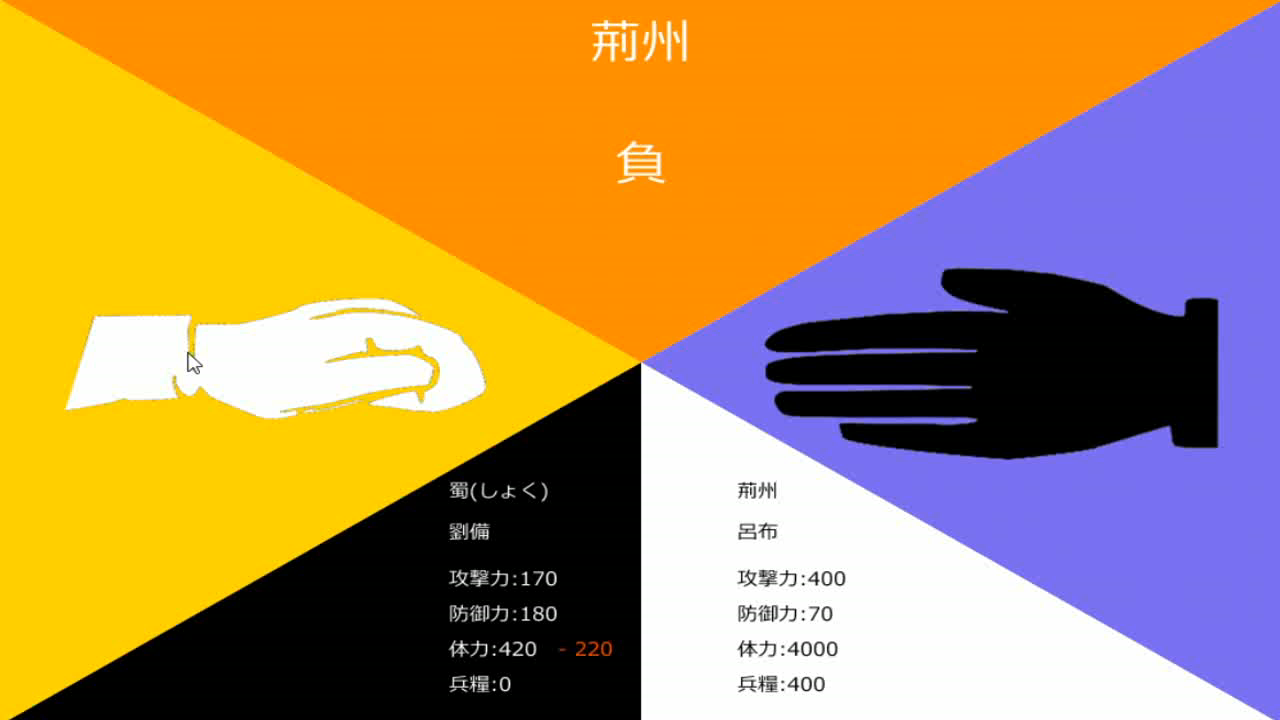 荊州
負
蜀(しょく)
劉備
攻撃力:170
防御力:180
体力:420 - 220
兵糧:0
荊州
呂布
攻撃力:400
防御力:70
体力:4000
兵糧:400